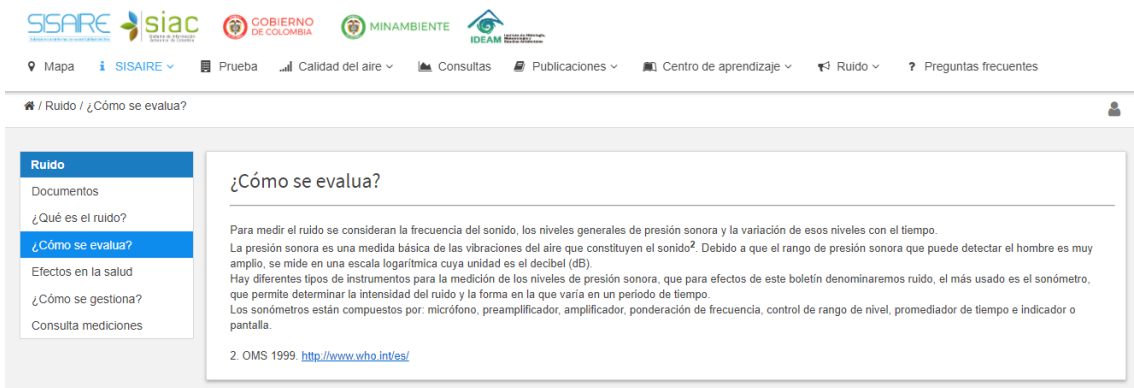 SISAIRE siac GOBIERNO DE COLOMBIA MINAMBIENTE IDEAM
Mapa SISAIRE Prueba Calidad del aire Consultas Publicaciones Centro de aprendizaje Ruido Preguntas frecuentes
/ Ruido / ¿Cómo se evalua?
Ruido
Documentos
¿Qué es el ruido?
¿Cómo se evalua?
Efectos en la salud
¿Cómo se gestiona?
Consulta mediciones
¿Cómo se evalua?
Para medir el ruido se consideran la frecuencia del sonido, los niveles generales de presión sonora y la variación de esos niveles con el tiempo.
La presión sonora es una medida básica de las vibraciones del aire que constituyen el sonido2. Debido a que el rango de presión sonora que puede detectar el hombre es muy
amplio, se mide en una escala logarítmica cuya unidad es el decibel (dB).
Hay diferentes tipos de instrumentos para la medición de los niveles de presión sonora, que para efectos de este boletín denominaremos ruido, el más usado es el sonómetro,
que permite determinar la intensidad del ruido y la forma en la que varía en un periodo de tiempo.
Los sonómetros están compuestos por: micrófono, preamplificador, amplificador, ponderación de frecuencia, control de rango de nivel, promediador de tiempo e indicador o
pantalla.
2. OMS 1999. http://www.who.int/es/